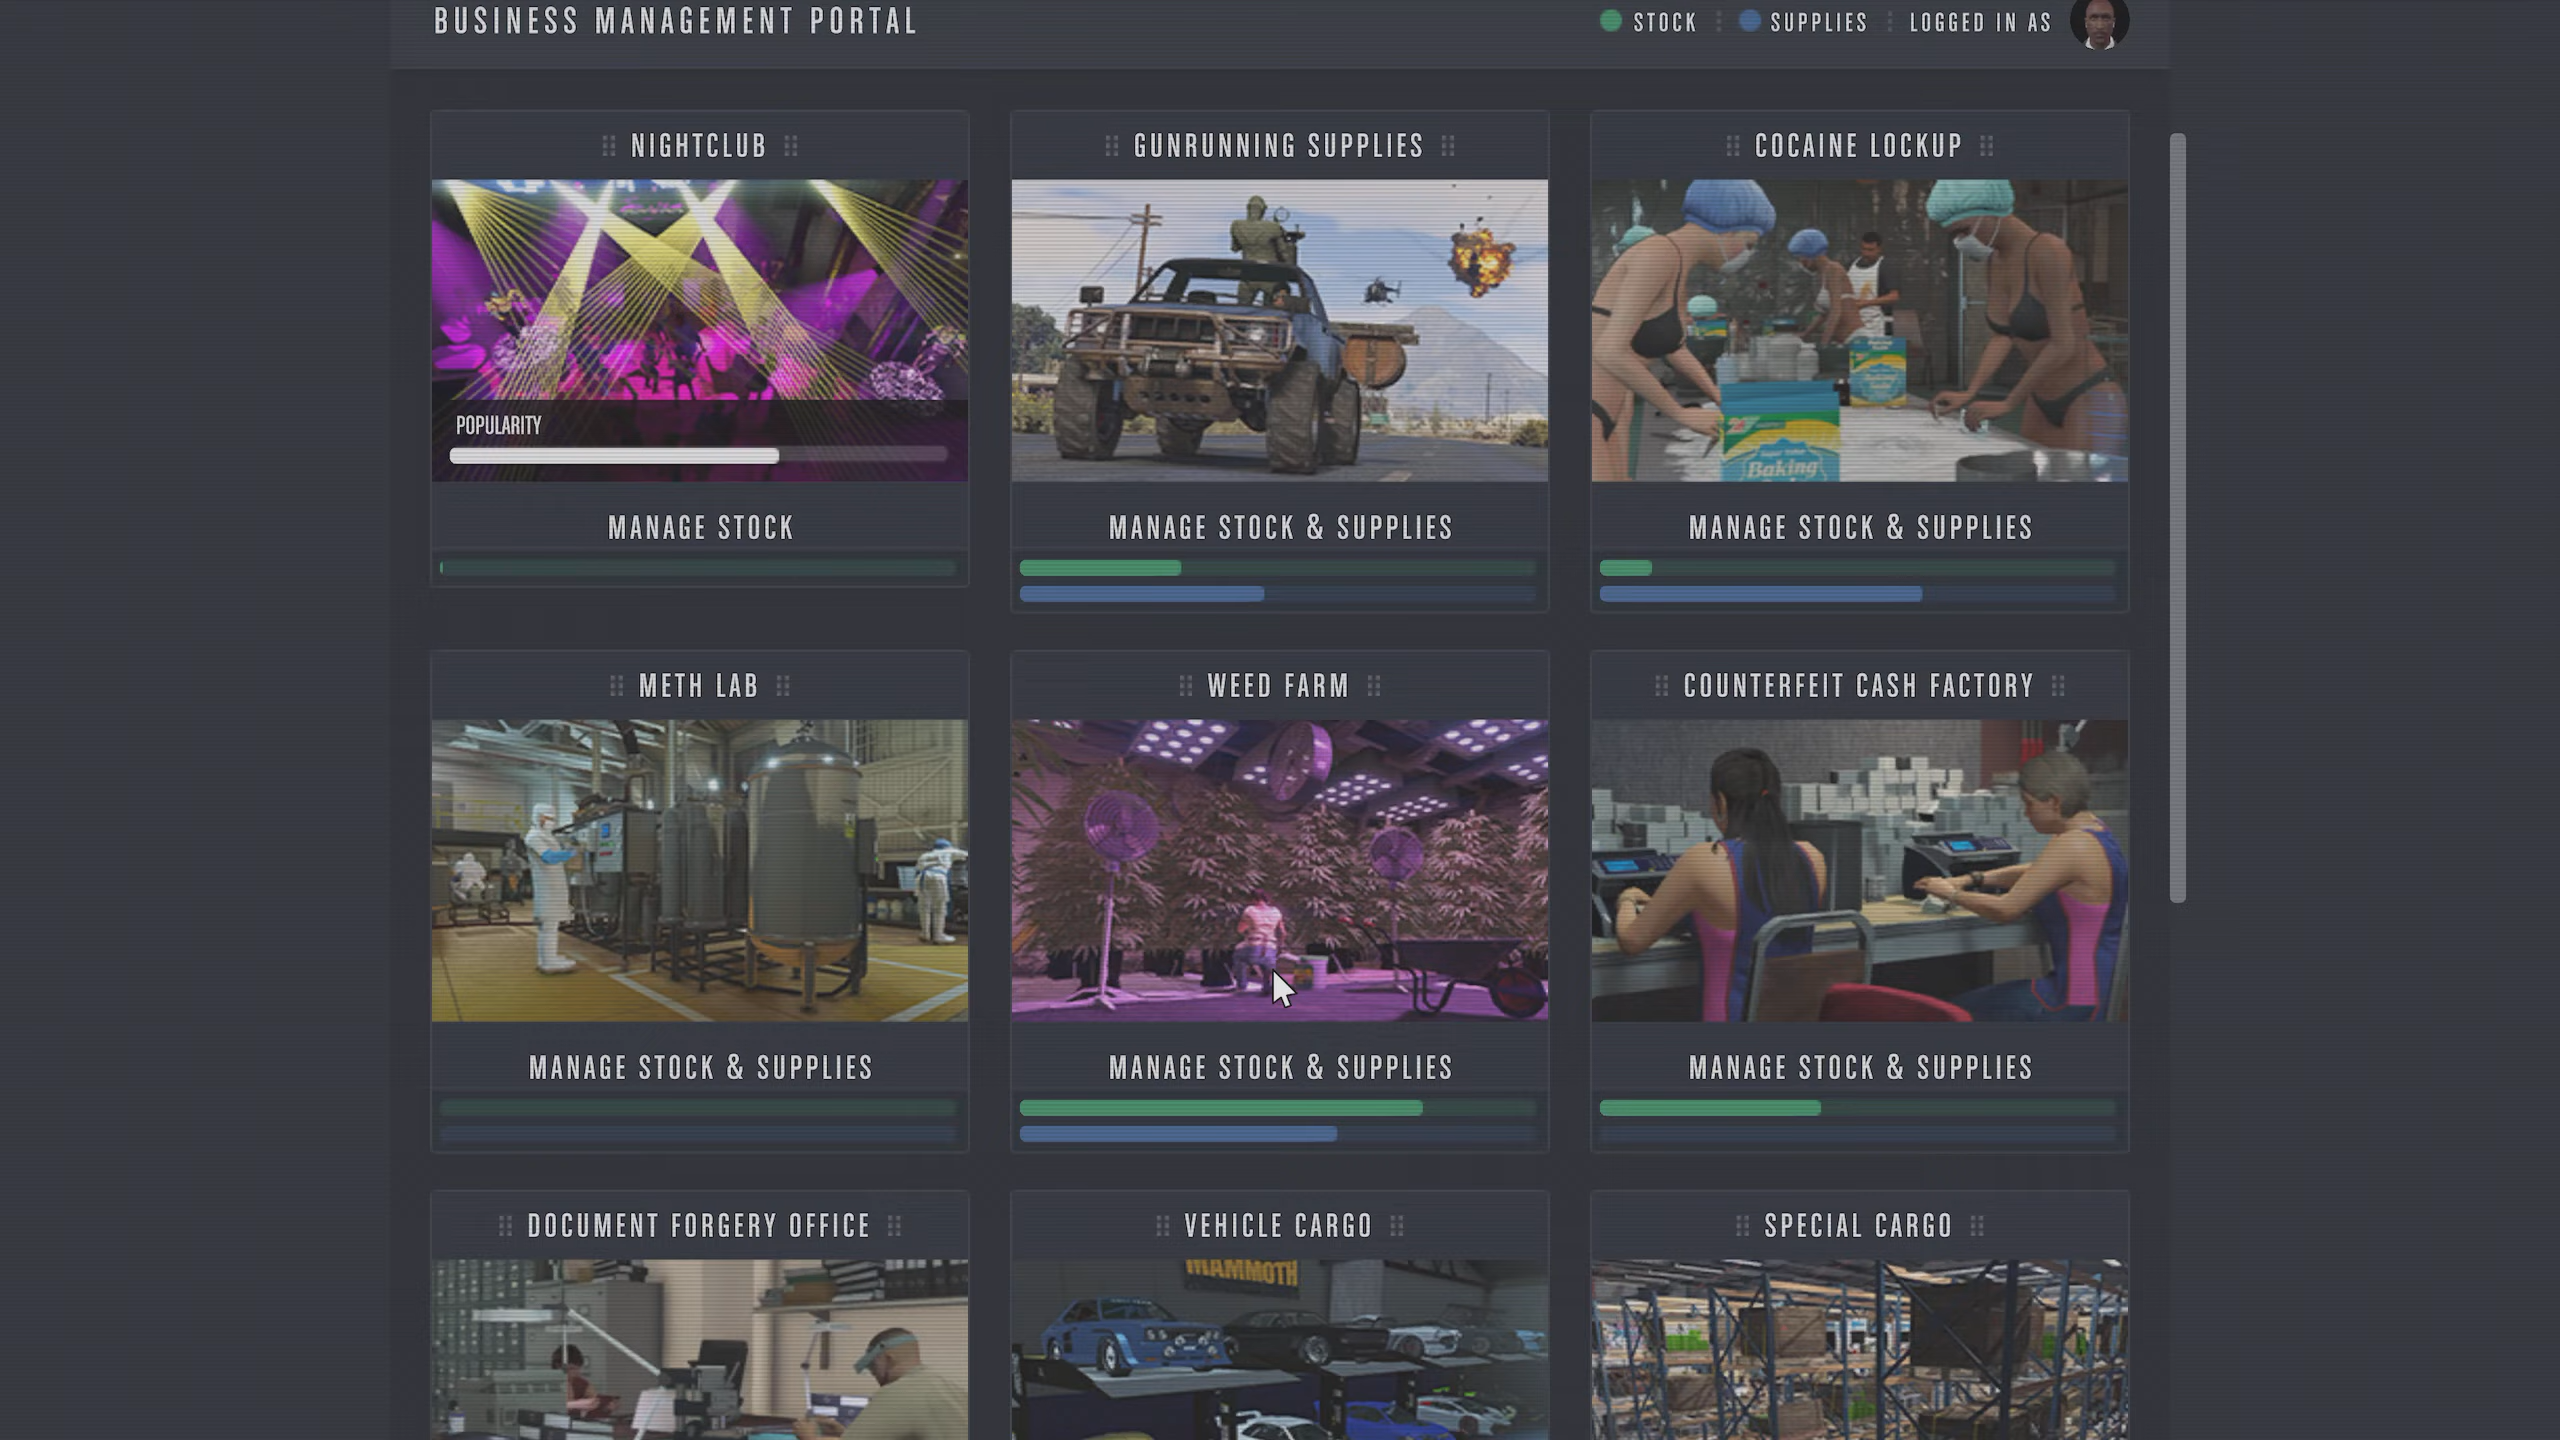 BUSINESS MANAGEMENT PORTAL
STOCK SUPPLIES LOGGED IN AS
NIGHTCLUB
POPULARITY
MANAGE STOCK
GUNRUNNING SUPPLIES
MANAGE STOCK & SUPPLIES
COCAINE LOCKUP
Baking
MANAGE STOCK & SUPPLIES
METH LAB
MANAGE STOCK & SUPPLIES
WEED FARM
MANAGE STOCK & SUPPLIES
COUNTERFEIT CASH FACTORY
MANAGE STOCK & SUPPLIES
DOCUMENT FORGERY OFFICE
VEHICLE CARGO
MAMMOTH
SPECIAL CARGO